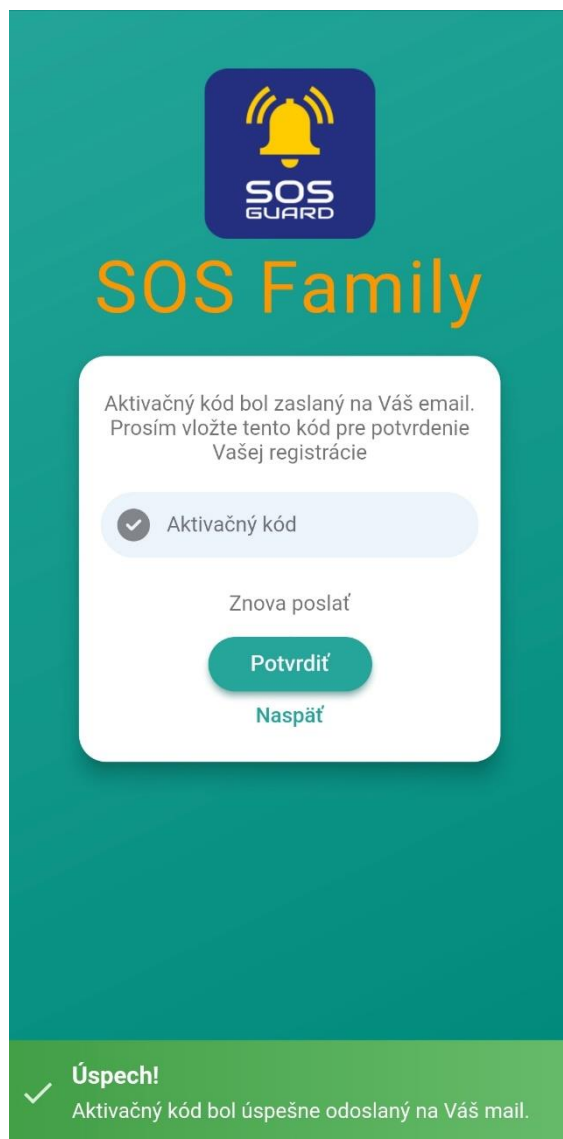 SOS
GUARD
SOS Family
Aktivačný kód bol zaslaný na Váš email.
Prosím vložte tento kód pre potvrdenie
Vašej registrácie
Aktivačný kód
Znova poslať
Potvrdiť
Naspäť
Úspech!
Aktivačný kód bol úspešne odoslaný na Váš mail.